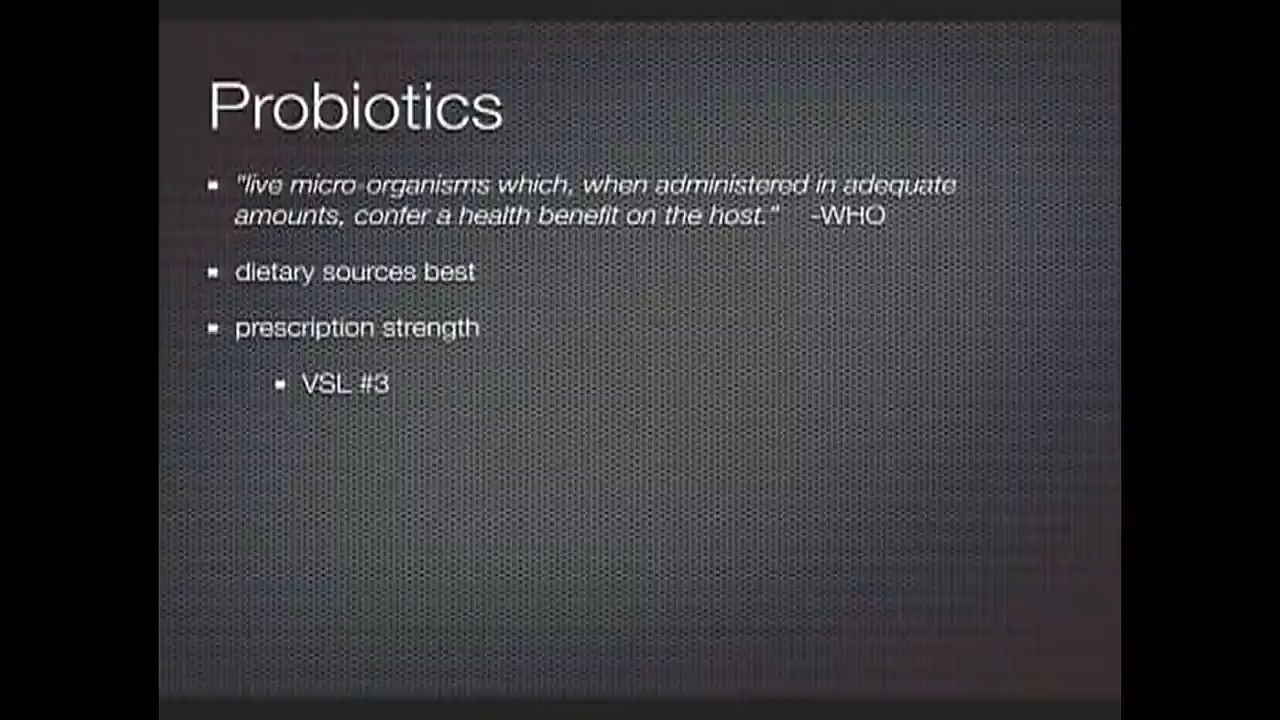 Probiotics
"live micro-organisms which, when administered in adequate
amounts, confer a health benefit on the host." -WHO
dietary sources best
prescription strength
VSL #3